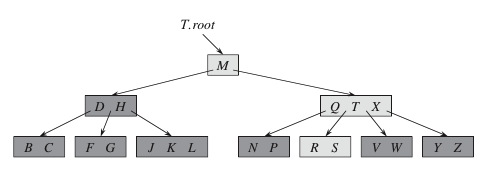 T.root
M
D H
Q T X
B C
F G
J K L
N P
R S
V W
Y Z